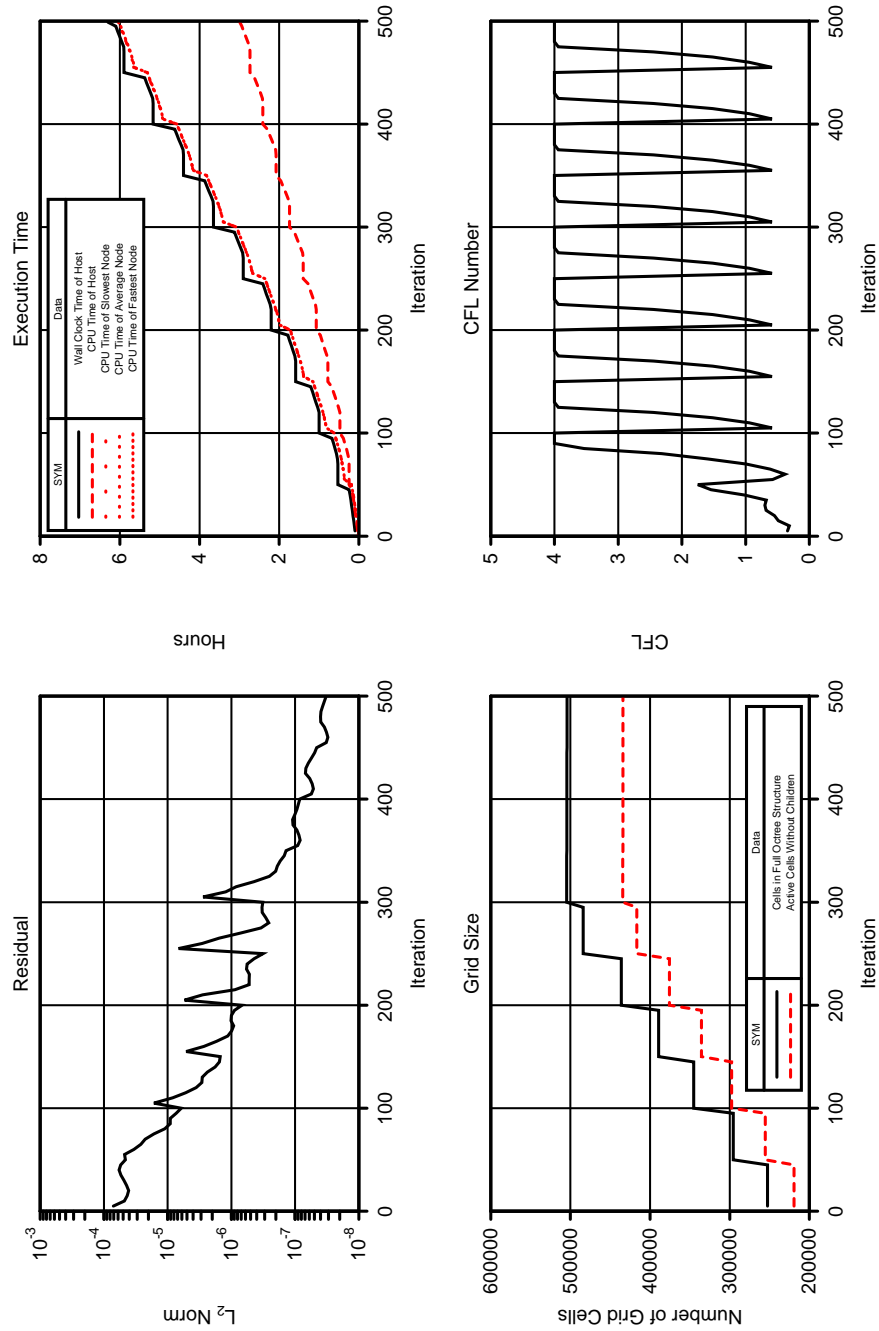 Residual
L2 Norm
10-3
10-4
10-5
10-6
10-7
10-8
0
100
200
300
400
500
Iteration
Execution Time
Hours
8
6
4
2
0
SYM
Data
Wall Clock Time of Host
CPU Time of Host
CPU Time of Slowest Node
CPU Time of Average Node
CPU Time of Fastest Node
0
100
200
300
400
500
Iteration
Grid Size
Number of Grid Cells
600000
500000
400000
300000
200000
SYM
Data
Cells in Full Octree Structure
Active Cells Without Children
0
100
200
300
400
500
Iteration
CFL Number
CFL
5
4
3
2
1
0
0
100
200
300
400
500
Iteration